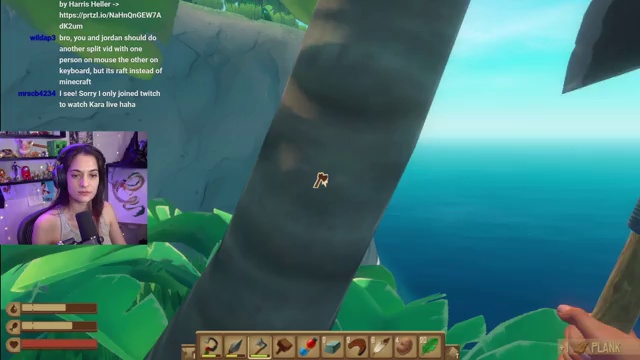 by Harris Heller ->
https://prtzl.io/NaHnQnGEW7A
dK2um
wildap3 bro, you and jordan should do
another split vid with one
person on mouse the other on
keyboard, but its raft instead of
minecraft
mrncb4234 I see! Sorry I only joined twitch
to watch Kara live haha
PLANK